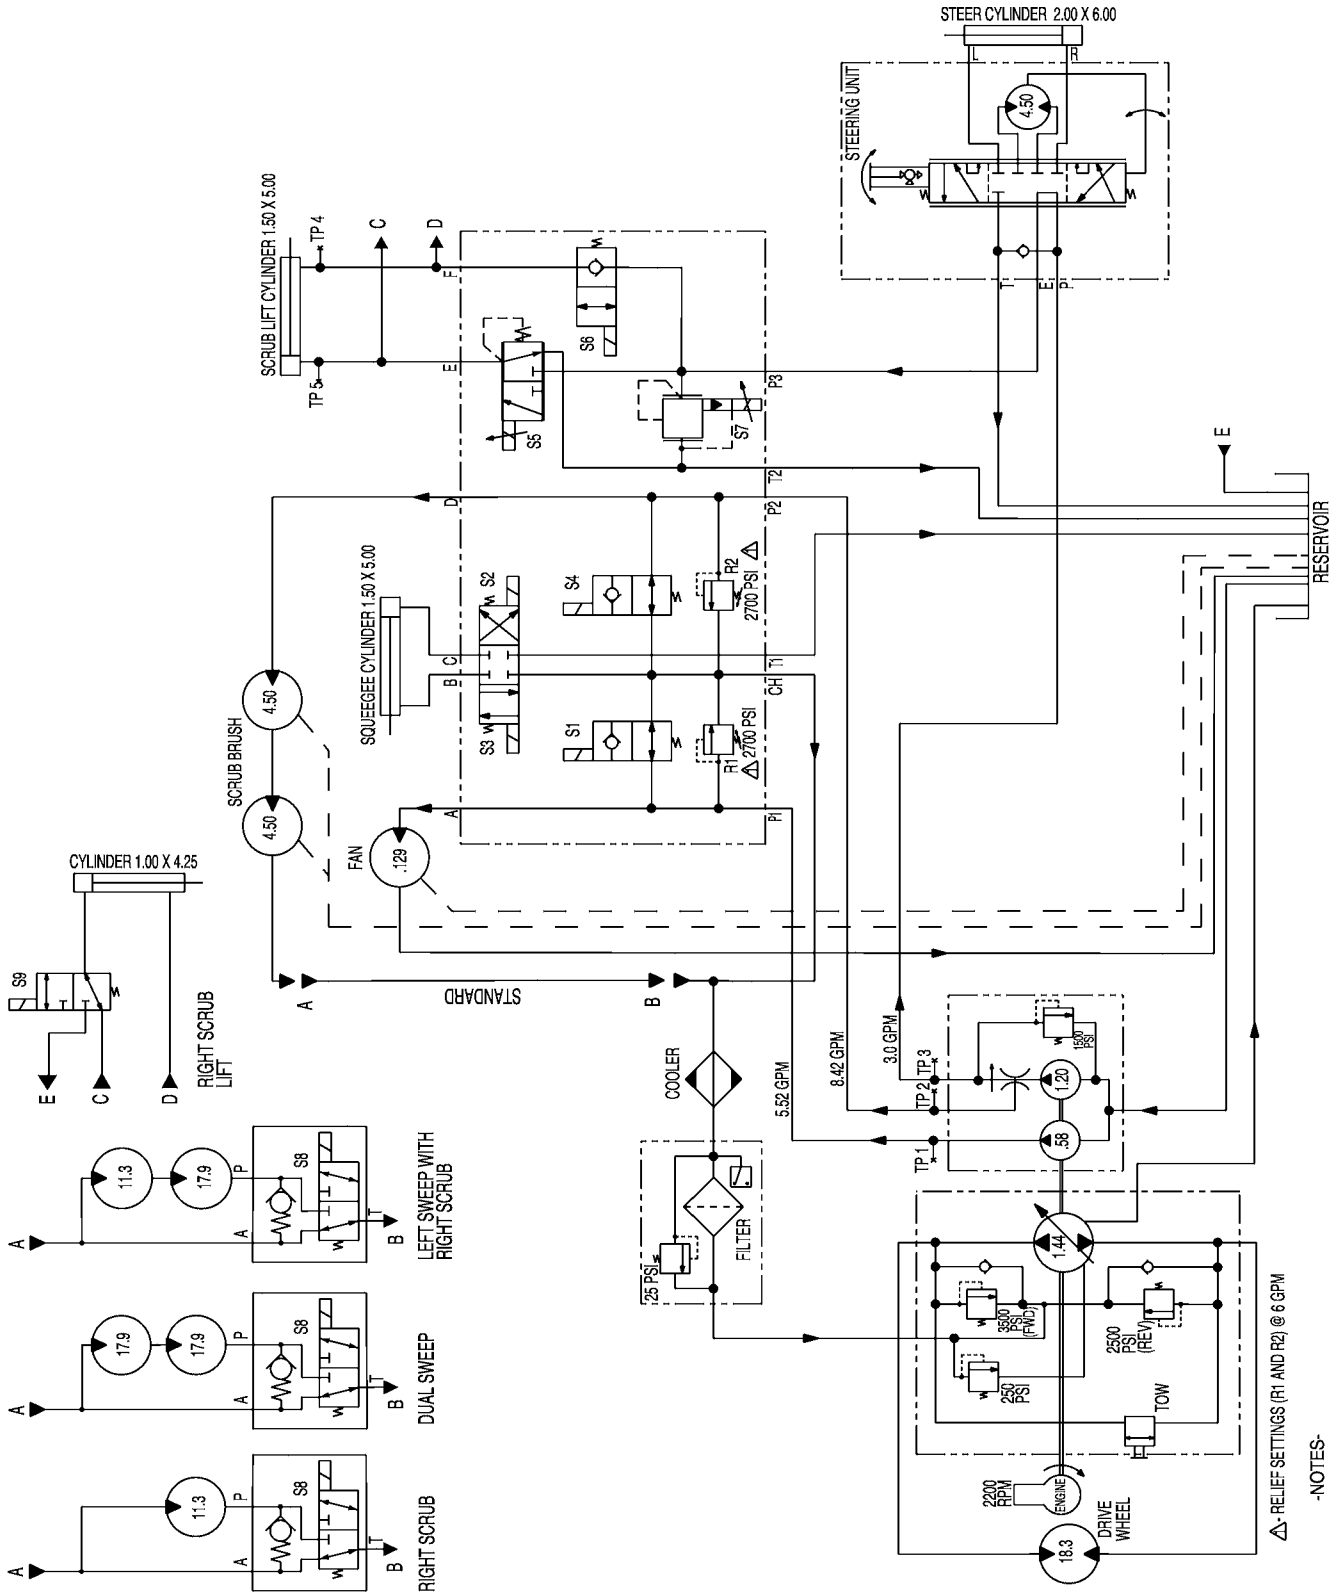 STEER CYLINDER 2.00 X 6.00
L
R
STEERING UNIT
4.50
T
E
P
SCRUB LIFT CYLINDER 1.50 X 5.00
TP 4
TP 5
C
D
E
F
S5
S6
S7
P3
T2
P2
D
SQUEEGEE CYLINDER 1.50 X 5.00
B
C
S3
S2
S1
S4
R1
2700 PSI
R2
2700 PSI
CH
T1
A
P1
SCRUB BRUSH
4.50
4.50
FAN
.129
CYLINDER 1.00 X 4.25
S9
E
C
D
RIGHT SCRUB
LIFT
A
STANDARD
B
E
RESERVOIR
COOLER
5.52 GPM
8.42 GPM
3.0 GPM
TP 1
TP 2
TP 3
1500
PSI
1.20
.58
25 PSI
FILTER
1.44
3500
PSI
(FWD)
2500
PSI
(REV)
250
PSI
TOW
2200
RPM
ENGINE
18.3
DRIVE
WHEEL
A
11.3
17.9
P
A
S8
T
B
LEFT SWEEP WITH
RIGHT SCRUB
A
17.9
17.9
P
A
S8
T
B
DUAL SWEEP
A
11.3
P
A
S8
T
B
RIGHT SCRUB
1 - RELIEF SETTINGS (R1 AND R2) @ 6 GPM
-NOTES-